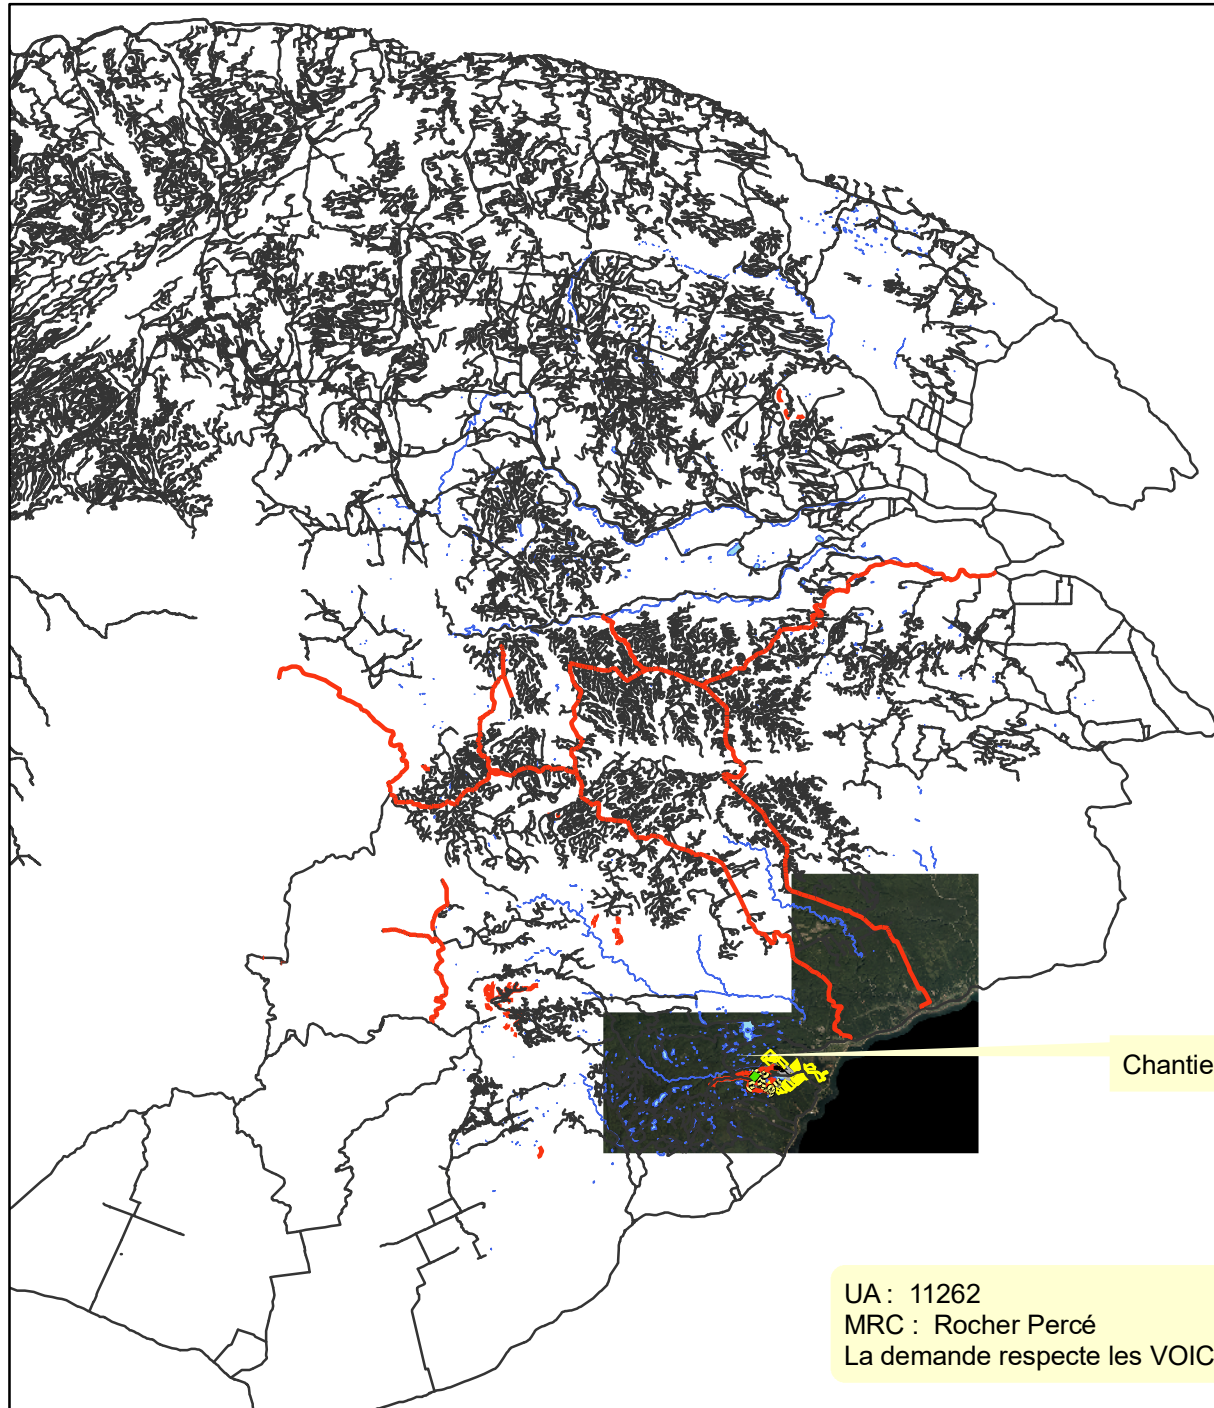 Chantie
UA : 11262
MRC : Rocher Percé
La demande respecte les VOIC